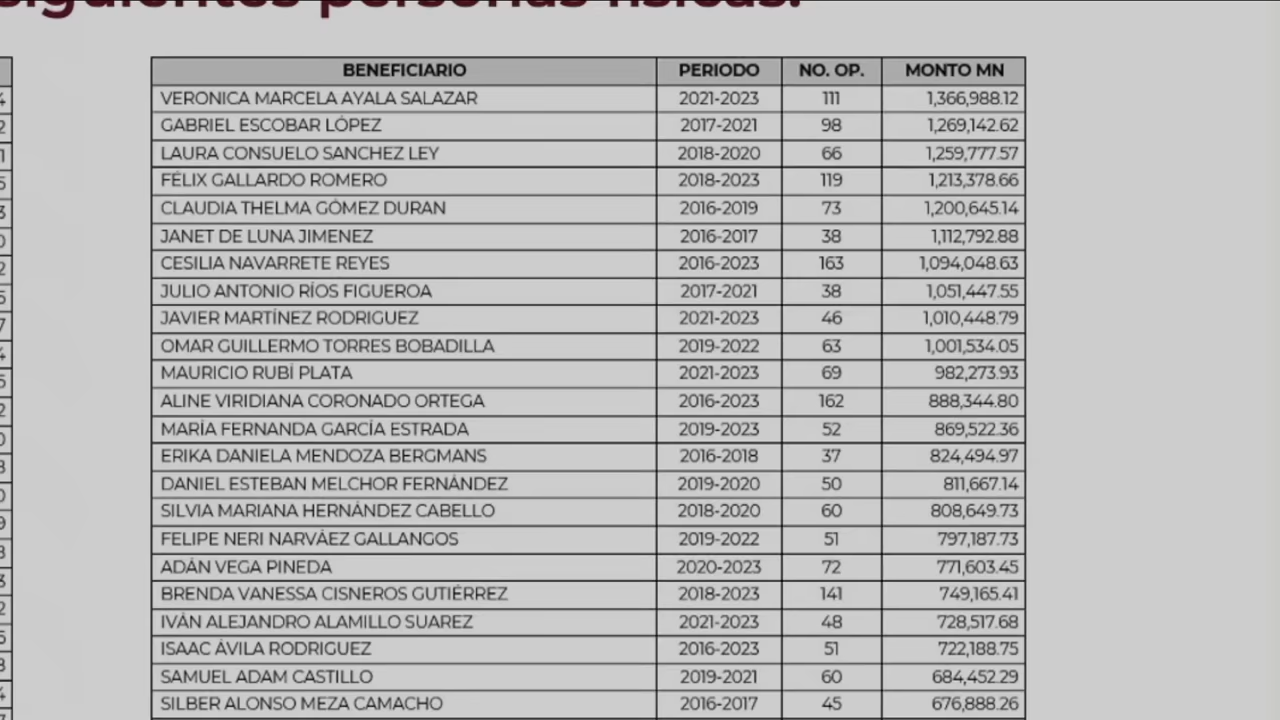 siguientes personas físicas:
BENEFICIARIO PERIODO NO. OP. MONTO MN
VERONICA MARCELA AYALA SALAZAR 2021-2023 111 1,366,988.12
GABRIEL ESCOBAR LÓPEZ 2017-2021 98 1,269,142.62
LAURA CONSUELO SANCHEZ LEY 2018-2020 66 1,259,777.57
FÉLIX GALLARDO ROMERO 2018-2023 119 1,213,378.66
CLAUDIA THELMA GÓMEZ DURAN 2016-2019 73 1,200,645.14
JANET DE LUNA JIMENEZ 2016-2017 38 1,112,792.88
CESILIA NAVARRETE REYES 2016-2023 163 1,094,048.63
JULIO ANTONIO RÍOS FIGUEROA 2017-2021 38 1,051,447.55
JAVIER MARTÍNEZ RODRIGUEZ 2021-2023 46 1,010,448.79
OMAR GUILLERMO TORRES BOBADILLA 2019-2022 63 1,001,534.05
MAURICIO RUBÍ PLATA 2021-2023 69 982,273.93
ALINE VIRIDIANA CORONADO ORTEGA 2016-2023 162 888,344.80
MARÍA FERNANDA GARCÍA ESTRADA 2019-2023 52 869,522.36
ERIKA DANIELA MENDOZA BERGMANS 2016-2018 37 824,494.97
DANIEL ESTEBAN MELCHOR FERNÁNDEZ 2019-2020 50 811,667.14
SILVIA MARIANA HERNÁNDEZ CABELLO 2018-2020 60 808,649.73
FELIPE NERI NARVÁEZ GALLANGOS 2019-2022 51 797,187.73
ADÁN VEGA PINEDA 2020-2023 72 771,603.45
BRENDA VANESSA CISNEROS GUTIÉRREZ 2018-2023 141 749,165.41
IVÁN ALEJANDRO ALAMILLO SUAREZ 2021-2023 48 728,517.68
ISAAC ÁVILA RODRIGUEZ 2016-2023 51 722,188.75
SAMUEL ADAM CASTILLO 2019-2021 60 684,452.29
SILBER ALONSO MEZA CAMACHO 2016-2017 45 676,888.26